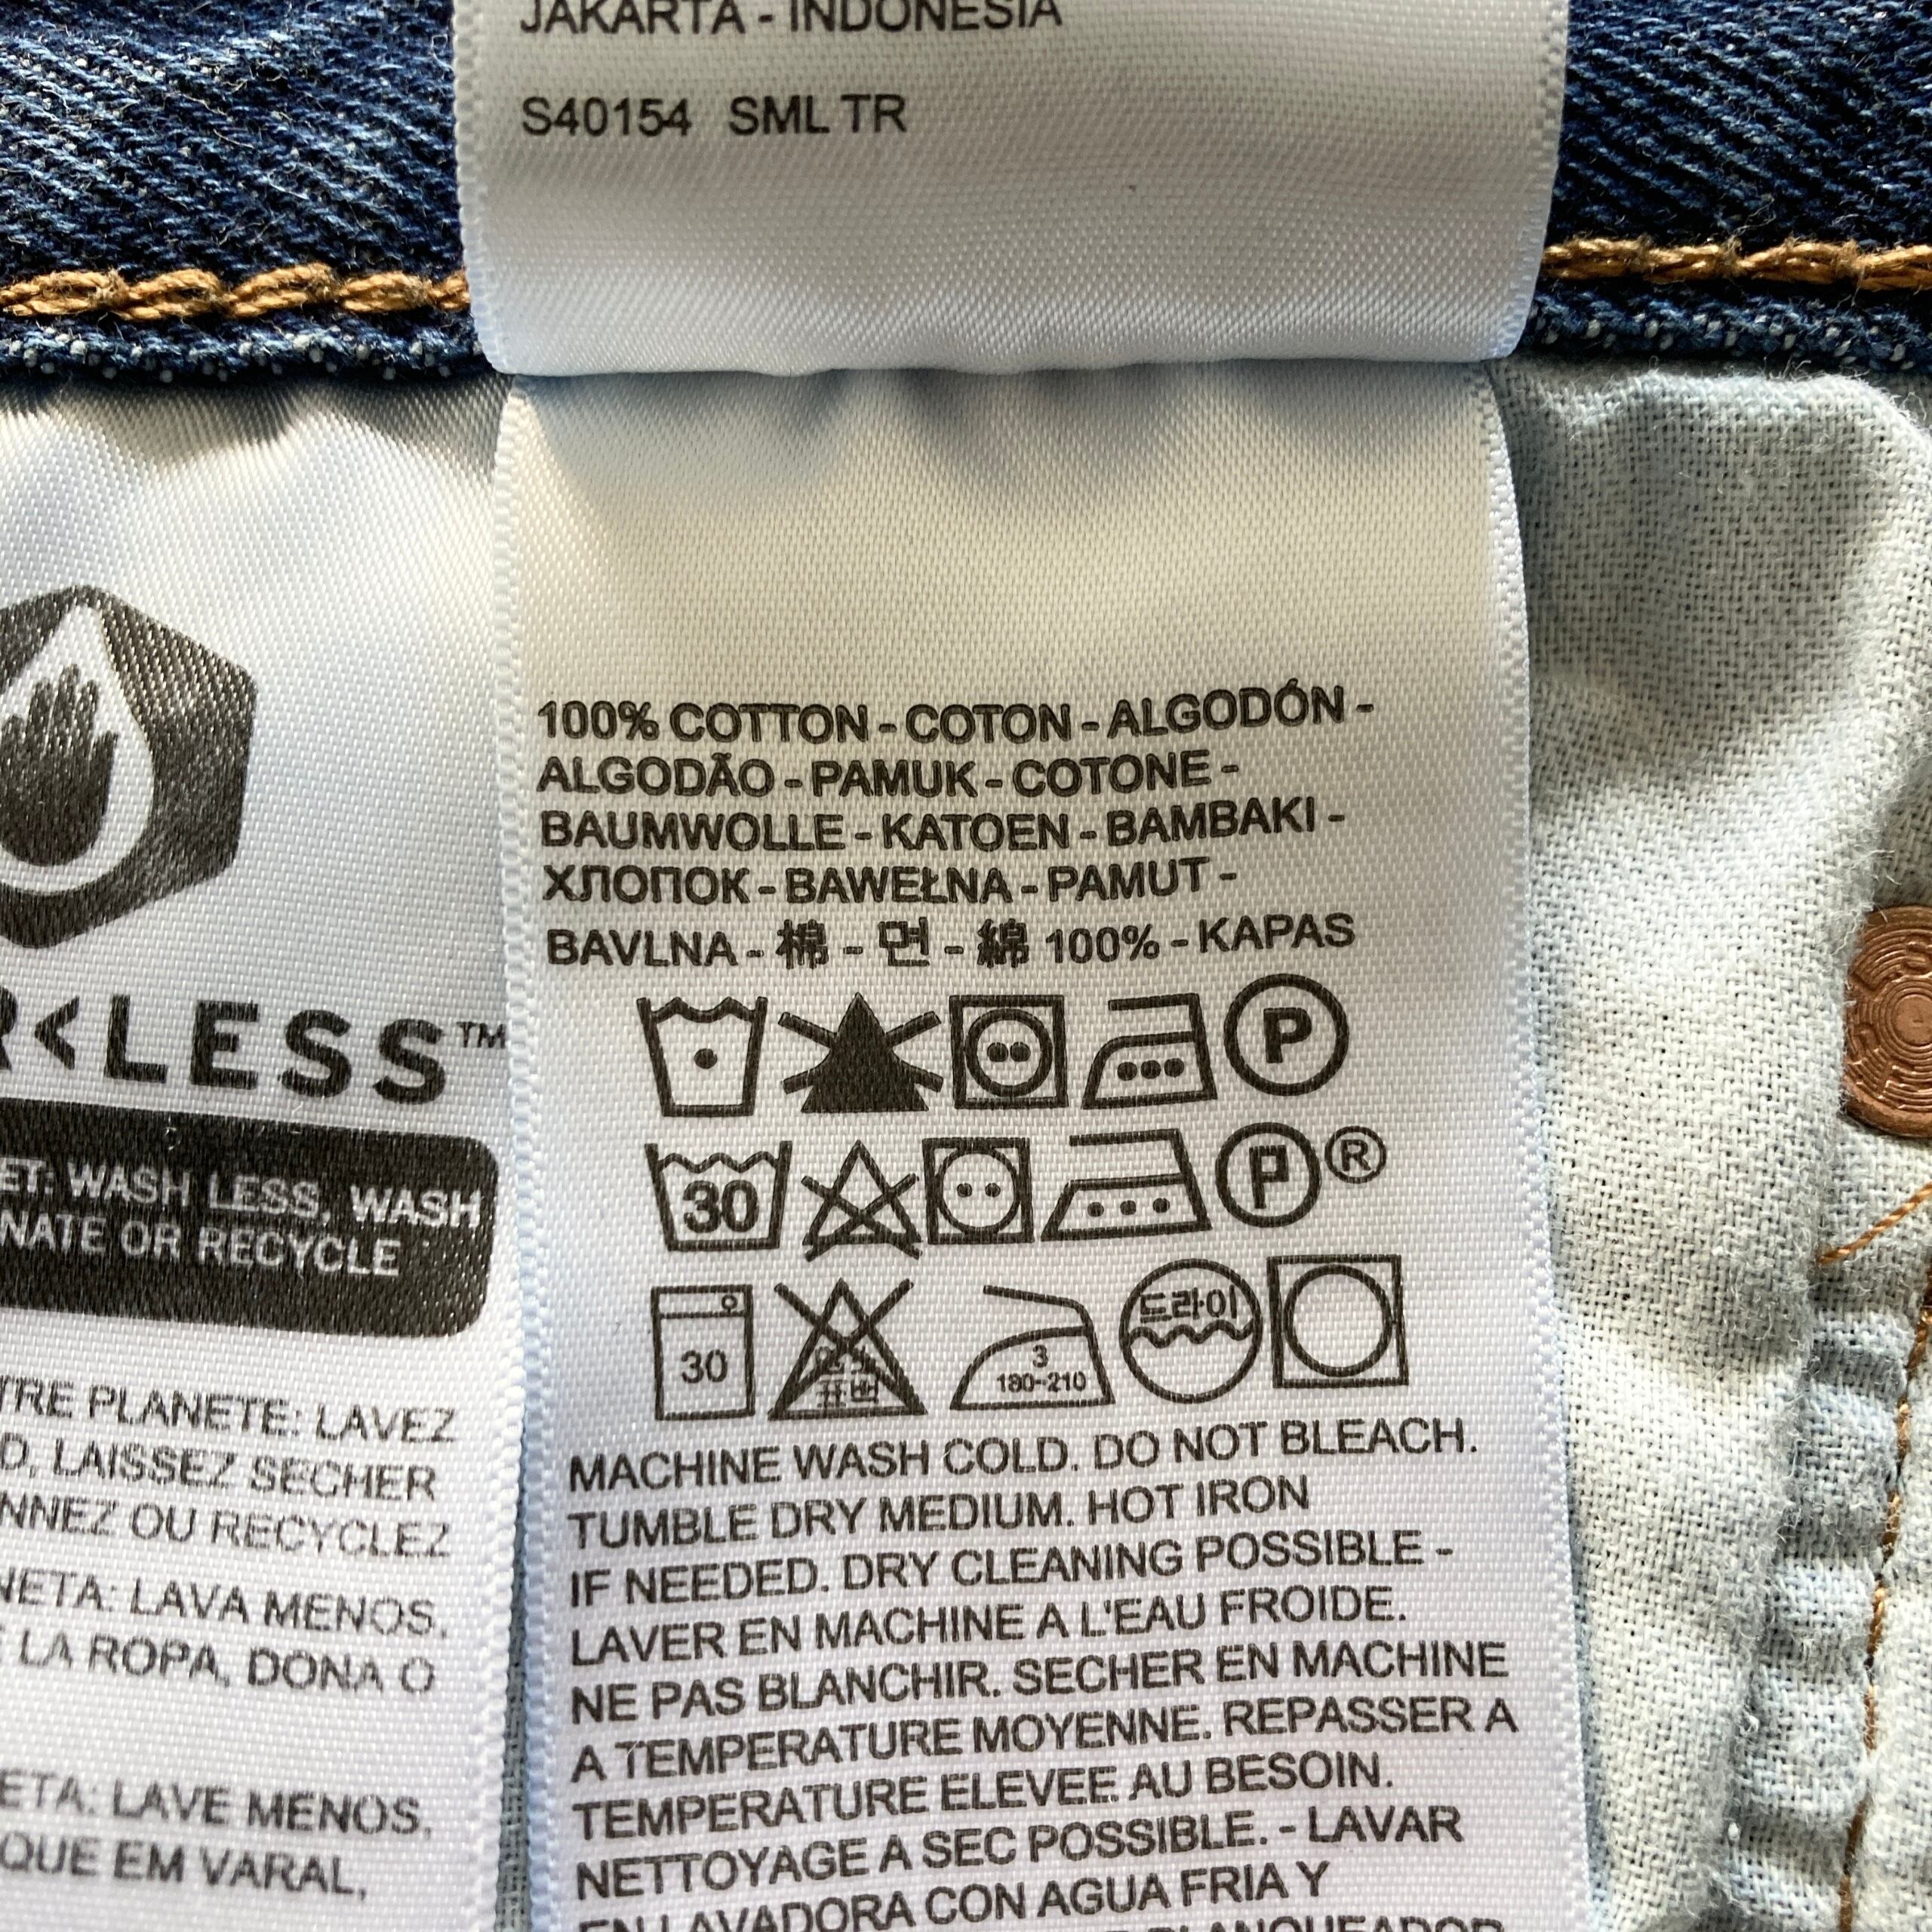 JAKARTA - INDONESIA
S40154 SML TR
<LESS™
WASH LESS, WASH
OR RECYCLE
PLANETE: LAVEZ
LAISSEZ SECHER
OU RECYCLEZ
LAVA MENOS,
LA ROPA, DONA O
LAVE MENOS,
QUE EM VARAL,
100% COTTON - COTON - ALGODÓN -
ALGODÃO - PAMUK - COTONE -
BAUMWOLLE - KATOEN - BAMBAKI -
ХЛОПОК - BAWEŁNA - PAMUT -
BAVLNA - 棉 - 면 - 綿 100% - KAPAS
P
30 P ®
30 3 180-210 드라이
MACHINE WASH COLD. DO NOT BLEACH.
TUMBLE DRY MEDIUM. HOT IRON
IF NEEDED. DRY CLEANING POSSIBLE -
LAVER EN MACHINE A L'EAU FROIDE.
NE PAS BLANCHIR. SECHER EN MACHINE
A TEMPERATURE MOYENNE. REPASSER A
TEMPERATURE ELEVEE AU BESOIN.
NETTOYAGE A SEC POSSIBLE. - LAVAR
EN LAVADORA CON AGUA FRIA Y